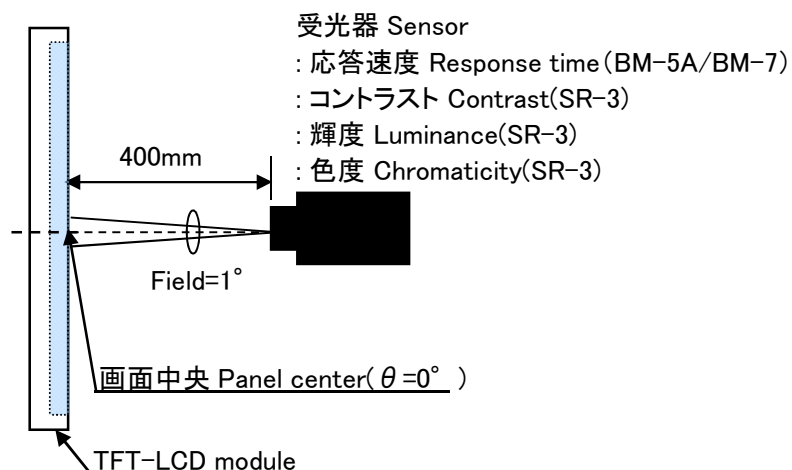 受光器 Sensor
: 応答速度 Response time(BM-5A/BM-7)
: コントラスト Contrast(SR-3)
: 輝度 Luminance(SR-3)
: 色度 Chromaticity(SR-3)
400mm
Field=1°
画面中央 Panel center(θ=0° )
TFT-LCD module